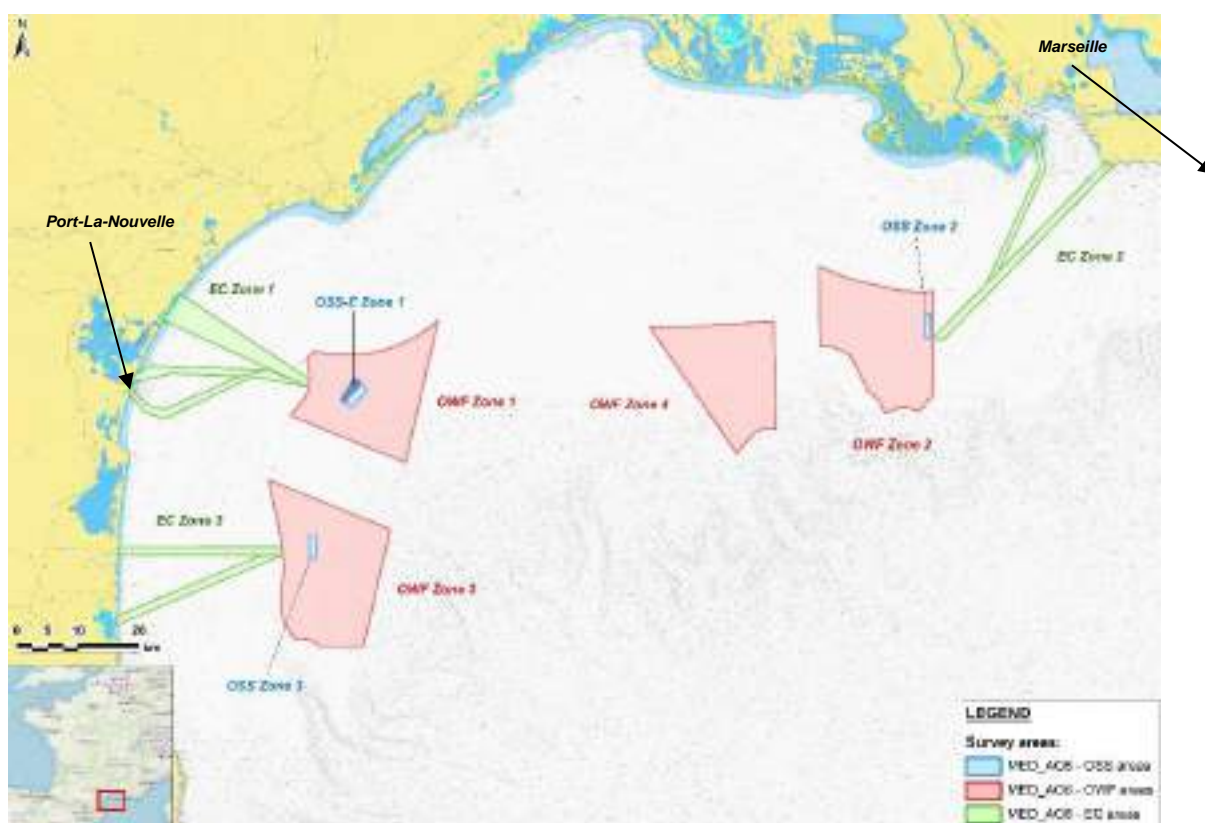 N
Marseille
Port-La-Nouvelle
OSS Zone 2
EC Zone 2
EC Zone 1
OSS-E Zone 1
OWF Zone 1
OWF Zone 4
OWF Zone 2
EC Zone 3
OWF Zone 3
OSS Zone 3
0 5 10 20
km
LEGEND
Survey areas:
MED_AO6 - OSS areas
MED_AO6 - OWF areas
MED_AO6 - EC areas